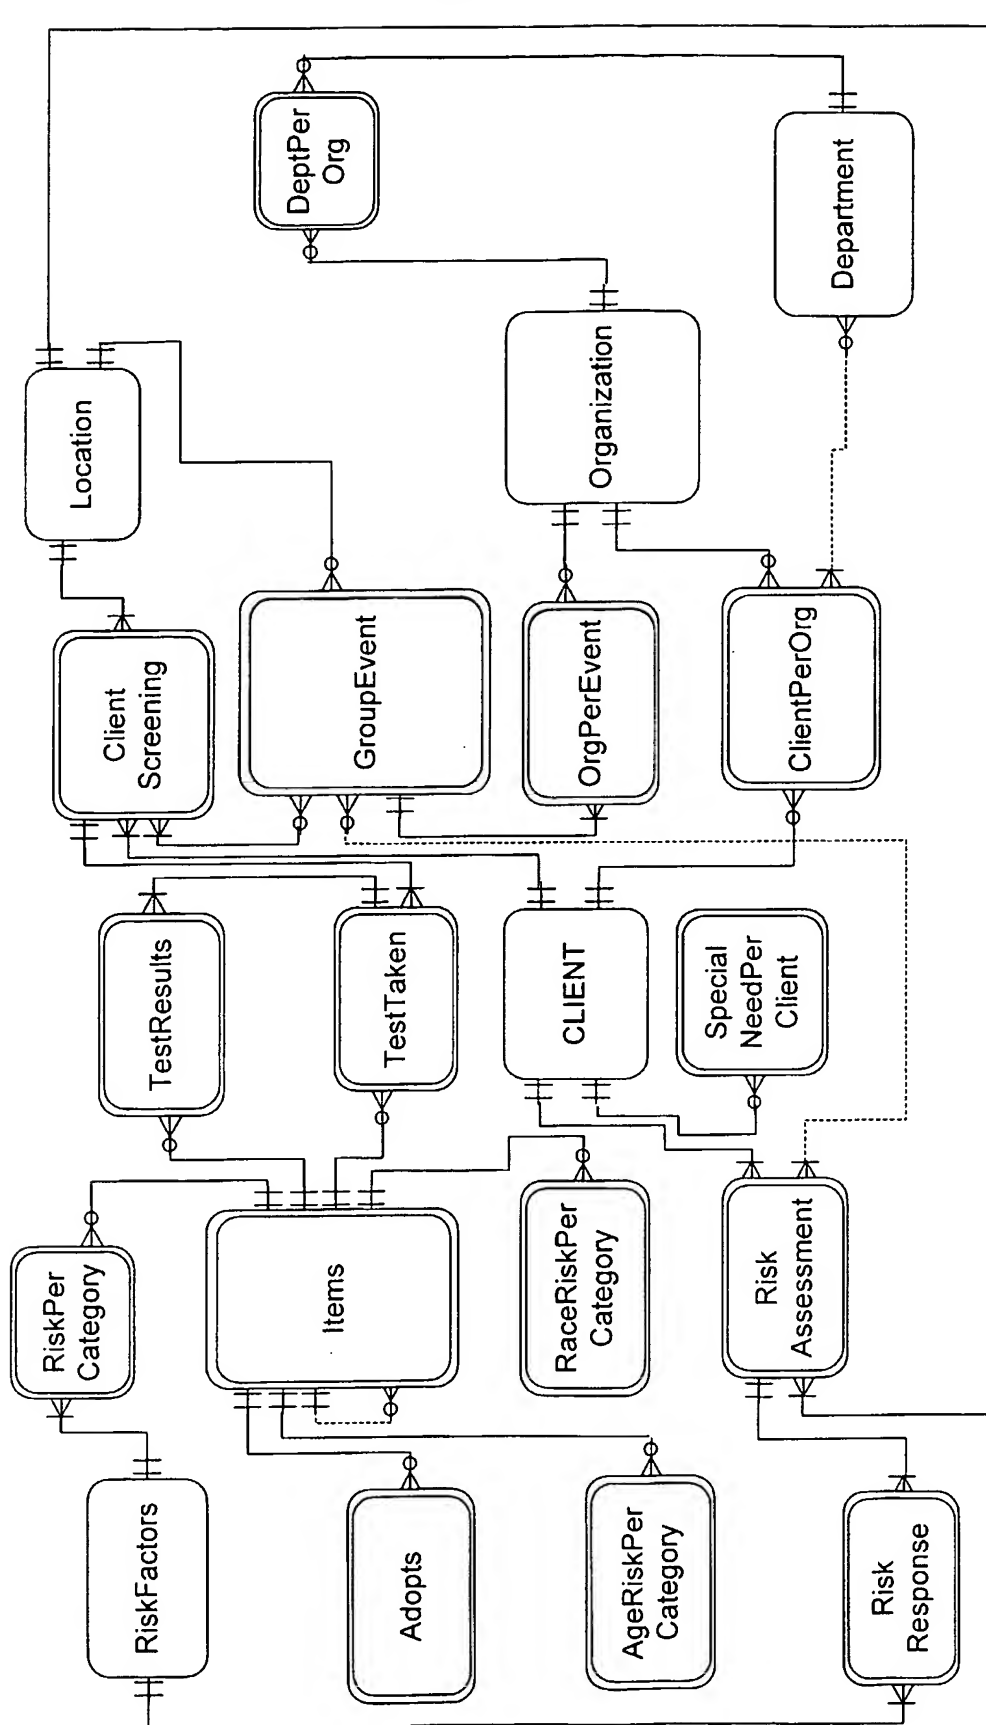 RiskFactors
RiskPer
Category
TestResults
Client
Screening
Location
Adopts
Items
TestTaken
GroupEvent
DeptPer
Org
AgeRiskPer
Category
RaceRiskPer
Category
CLIENT
OrgPerEvent
Organization
Risk
Response
Risk
Assessment
Special
NeedPer
Client
ClientPerOrg
Department